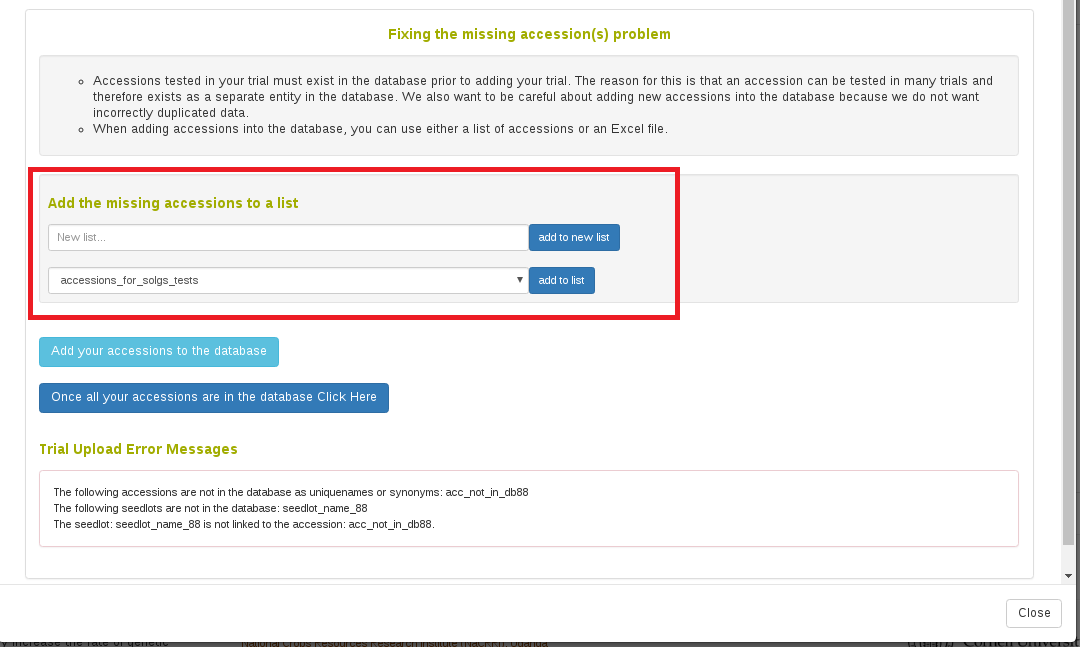 Fixing the missing accession(s) problem
Accessions tested in your trial must exist in the database prior to adding your trial. The reason for this is that an accession can be tested in many trials and
therefore exists as a separate entity in the database. We also want to be careful about adding new accessions into the database because we do not want
incorrectly duplicated data.
When adding accessions into the database, you can use either a list of accessions or an Excel file.
Add the missing accessions to a list
New list...
add to new list
accessions_for_solgs_tests
add to list
Add your accessions to the database
Once all your accessions are in the database Click Here
Trial Upload Error Messages
The following accessions are not in the database as uniquenames or synonyms: acc_not_in_db88
The following seedlots are not in the database: seedlot_name_88
The seedlot: seedlot_name_88 is not linked to the accession: acc_not_in_db88.
Close
y increase the rate of genetic
National Crops Resources Research Institute (NaCRRI), Uganda